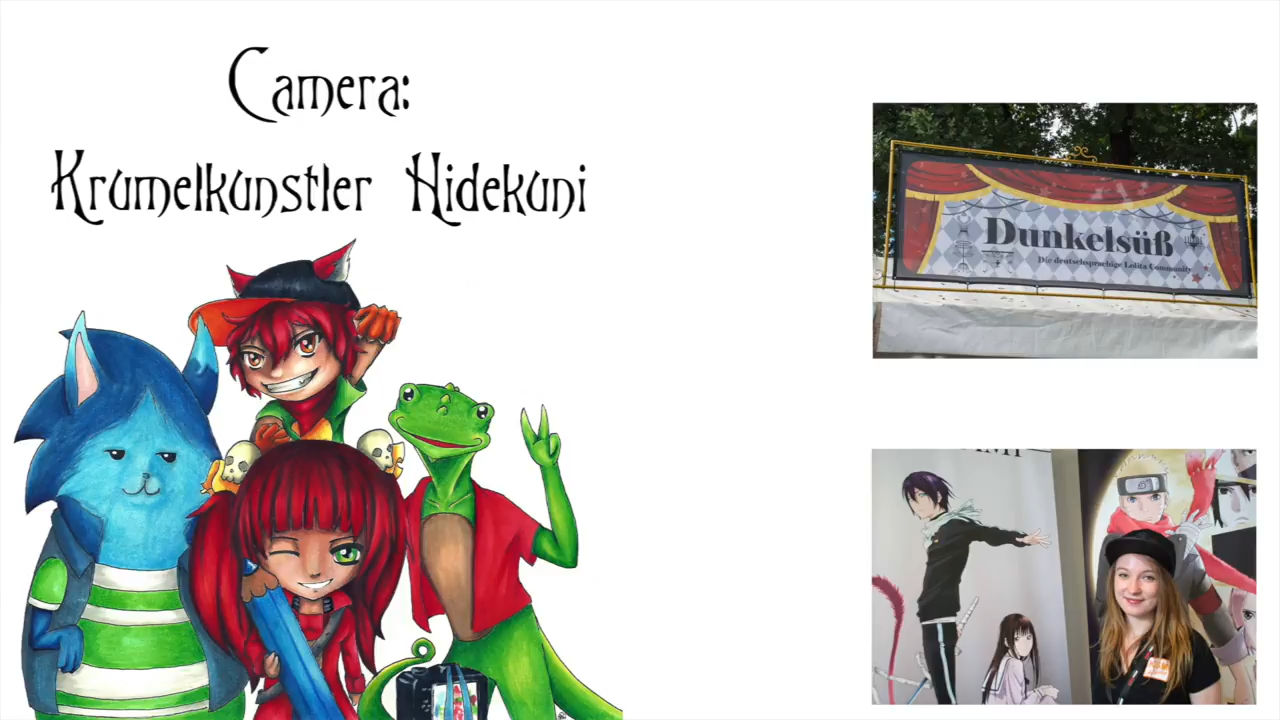 Camera:
Krumelkunstler Hidekuni
Dunkelsüß
Die deutschsprachige Lolita Community